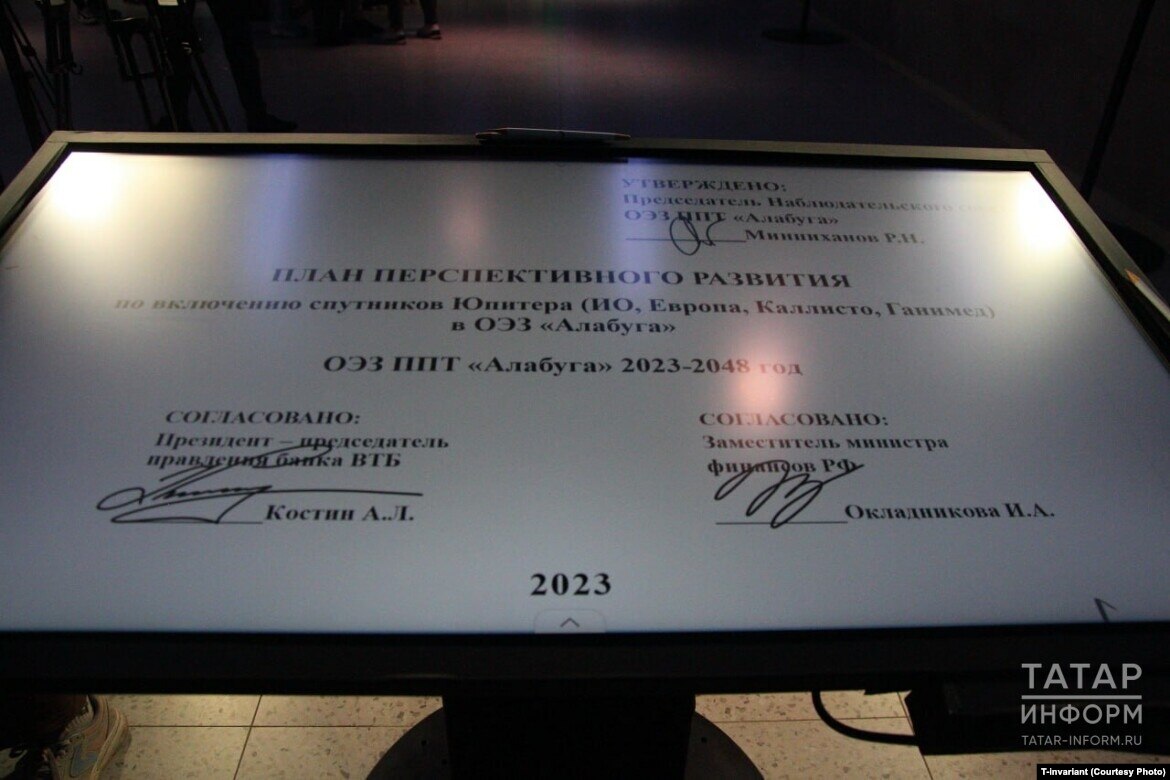 УТВЕРЖДЕНО:
Председатель Наблюдательского
ОЭЗ ППТ «Алабуга»
Минниханов Р.Н.
ПЛАН ПЕРСПЕКТИВНОГО РАЗВИТИЯ
по включению спутников Юпитера (ИО, Европа, Каллисто, Ганимед)
в ОЭЗ «Алабуга»
ОЭЗ ППТ «Алабуга» 2023-2048 год
СОГЛАСОВАНО:
Президент – председатель
правления банка ВТБ
Костин А.Л.
СОГЛАСОВАНО:
Заместитель министра
финансов РФ
Окладникова И.А.
2023
ТАТАР
ИНФОРМ
TATAR-INFORM.RU
T-Invariant (Courtesy Photo)